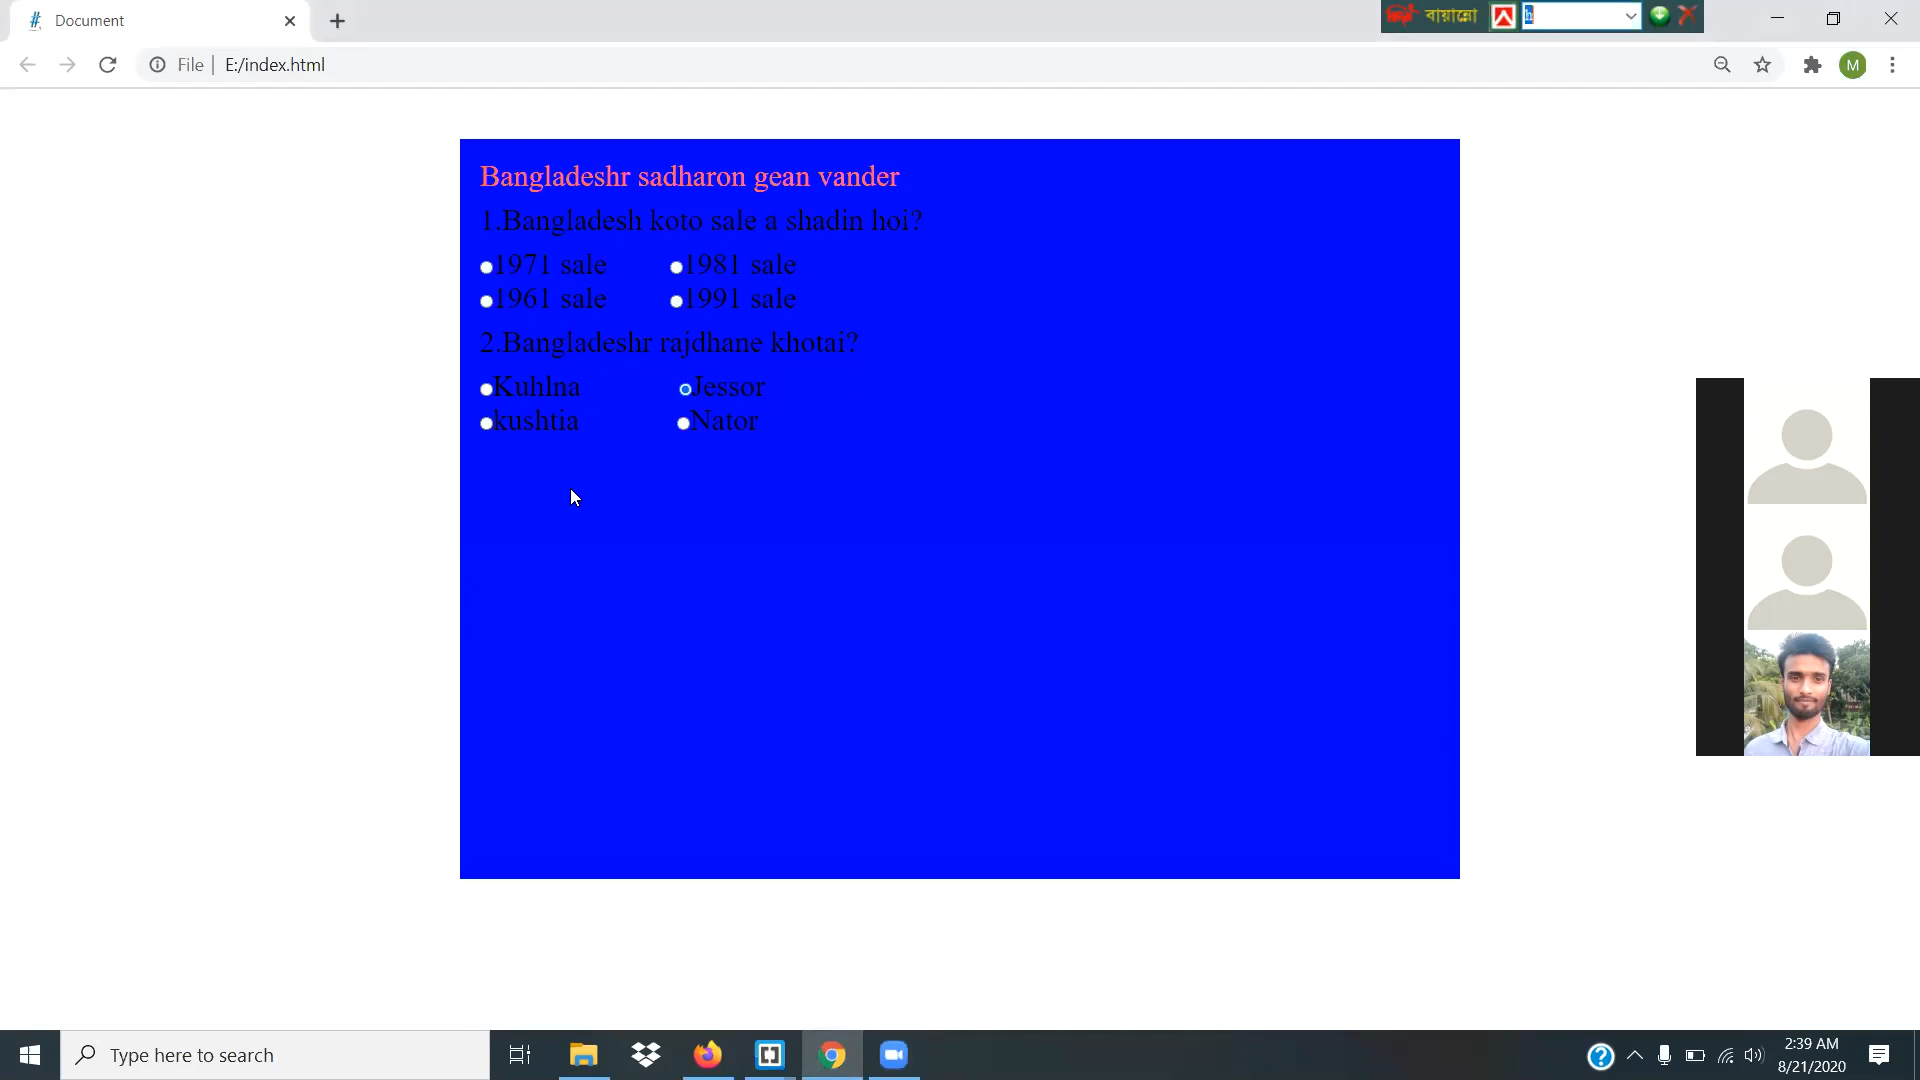 Document
বায়ান্নো
h
File | E:/index.html
M
Bangladeshr sadharon gean vander
1.Bangladesh koto sale a shadin hoi?
1971 sale 1981 sale
1961 sale 1991 sale
2.Bangladeshr rajdhane khotai?
Kuhlna Jessor
kushtia Nator
Type here to search
2:39 AM
8/21/2020